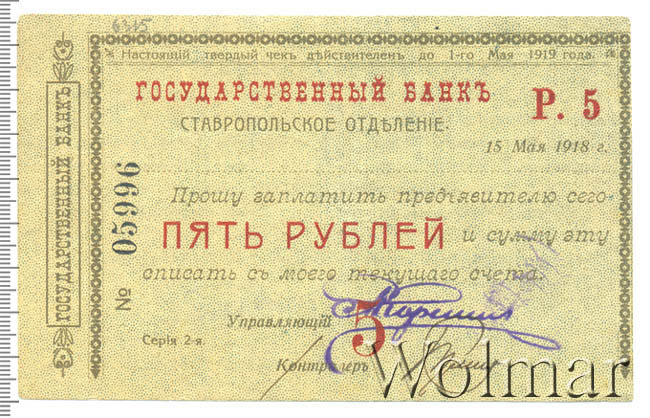 6315
Настоящий твердый чекъ дѣйствителенъ до 1-го Мая 1919 года.
ГОСУДАРСТВЕННЫЙ БАНКЪ
ГОСУДАРСТВЕННЫЙ БАНКЪ
Р. 5
СТАВРОПОЛЬСКОЕ ОТДѢЛЕНІЕ.
15 Мая 1918 г.
№ 05996
Прошу заплатить предъявителю сего
ПЯТЬ РУБЛЕЙ и сумму эту
списать съ моего текущаго счета.
Управляющій
5
Серія 2-я.
Контролеръ
Wolmar